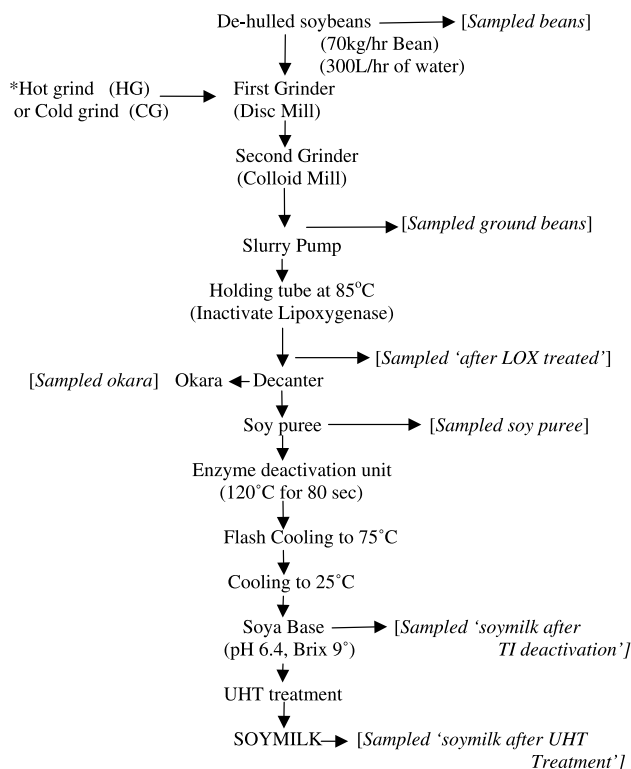 De-hulled soybeans [Sampled beans]
(70kg/hr Bean)
(300L/hr of water)
*Hot grind (HG) First Grinder
or Cold grind (CG) (Disc Mill)
Second Grinder
(Colloid Mill)
[Sampled ground beans]
Slurry Pump
Holding tube at 85°C
(Inactivate Lipoxygenase)
[Sampled ‘after LOX treated’]
[Sampled okara] Okara Decanter
Soy puree [Sampled soy puree]
Enzyme deactivation unit
(120˚C for 80 sec)
Flash Cooling to 75˚C
Cooling to 25˚C
Soya Base [Sampled ‘soymilk after
(pH 6.4, Brix 9˚) TI deactivation’]
UHT treatment
SOYMILK [Sampled ‘soymilk after UHT
Treatment’]